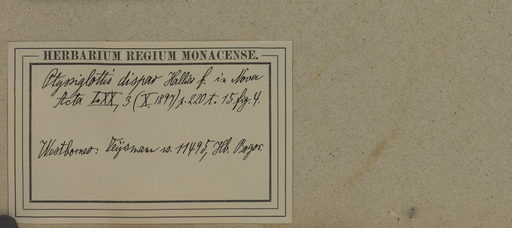 HERBARIUM REGIUM MONACENSE.
Ptyxiglottis dispar Hallier f. in Nova
Acta LXX, 3 (X. 1897) p. 220 t. 15 fig. 4.
Westborneo: Teijsmann n. 11495, Hb. Bogor.